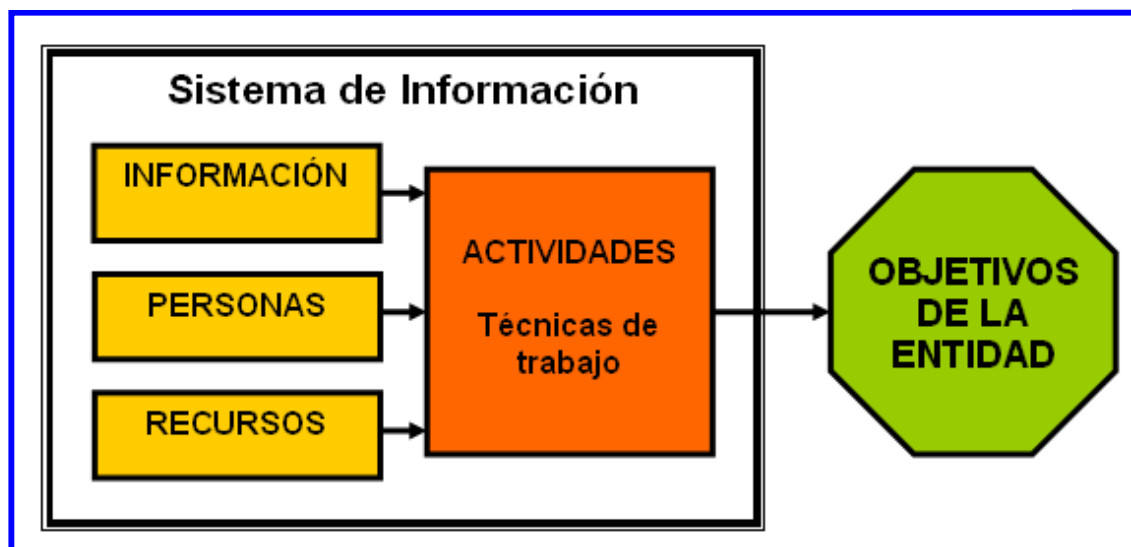 Sistema de Información
INFORMACIÓN
PERSONAS
RECURSOS
ACTIVIDADES
Técnicas de
trabajo
OBJETIVOS
DE LA
ENTIDAD